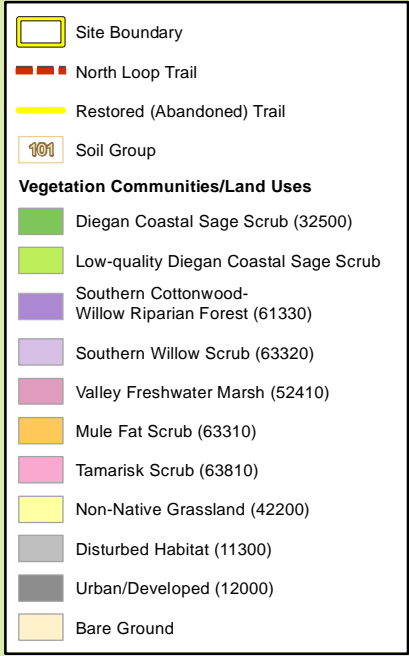 Site Boundary
North Loop Trail
Restored (Abandoned) Trail
101 Soil Group
Vegetation Communities/Land Uses
Diegan Coastal Sage Scrub (32500)
Low-quality Diegan Coastal Sage Scrub
Southern Cottonwood-
Willow Riparian Forest (61330)
Southern Willow Scrub (63320)
Valley Freshwater Marsh (52410)
Mule Fat Scrub (63310)
Tamarisk Scrub (63810)
Non-Native Grassland (42200)
Disturbed Habitat (11300)
Urban/Developed (12000)
Bare Ground